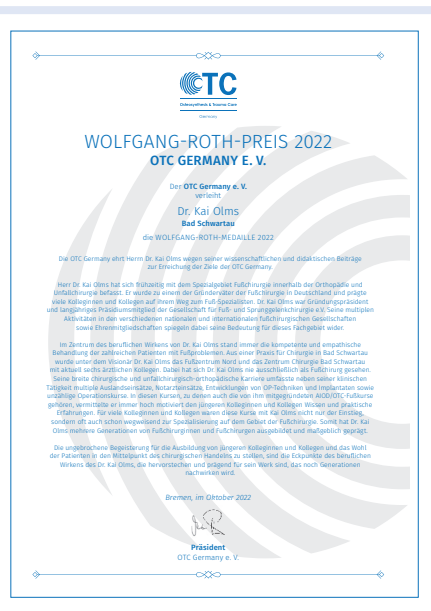 OTC
Osteosynthesis & Trauma Care
Germany
WOLFGANG-ROTH-PREIS 2022
OTC GERMANY E. V.
Der OTC Germany e. V.
verleiht
Dr. Kai Olms
Bad Schwartau
die WOLFGANG-ROTH-MEDAILLE 2022
Die OTC Germany ehrt Herrn Dr. Kai Olms wegen seiner wissenschaftlichen und didaktischen Beiträge
zur Erreichung der Ziele der OTC Germany.
Herr Dr. Kai Olms hat sich frühzeitig mit dem Spezialgebiet Fußchirurgie innerhalb der Orthopädie und
Unfallchirurgie befasst. Er wurde zu einem der Gründerväter der Fußchirurgie in Deutschland und prägte
viele Kolleginnen und Kollegen auf ihrem Weg zum Fuß-Spezialisten. Dr. Kai Olms war Gründungspräsident
und langjähriges Präsidiumsmitglied der Gesellschaft für Fuß- und Sprunggelenkchirurgie e.V. Seine multiplen
Aktivitäten in den verschiedenen nationalen und internationalen fußchirurgischen Gesellschaften
sowie Ehrenmitgliedschaften spiegeln dabei seine Bedeutung für dieses Fachgebiet wider.
Im Zentrum des beruflichen Wirkens von Dr. Kai Olms stand immer die kompetente und empathische
Behandlung der zahlreichen Patienten mit Fußproblemen. Aus einer Praxis für Chirurgie in Bad Schwartau
wurde unter dem Visionär Dr. Kai Olms das Fußzentrum Nord und das Zentrum Chirurgie Bad Schwartau
mit aktuell sechs ärztlichen Kollegen. Dabei hat sich Dr. Kai Olms nie ausschließlich als Fußchirurg gesehen.
Seine breite chirurgische und unfallchirurgisch-orthopädische Karriere umfasste neben seiner klinischen
Tätigkeit multiple Auslandseinsätze, Notarzteinsätze, Entwicklungen von OP-Techniken und Implantaten sowie
unzählige Operationskurse. In diesen Kursen, zu denen auch die von ihm mitgegründeten AIOD/OTC-Fußkurse
gehören, vermittelte er immer hoch motiviert den jüngeren Kolleginnen und Kollegen Wissen und praktische
Erfahrungen. Für viele Kolleginnen und Kollegen waren diese Kurse mit Kai Olms nicht nur der Einstieg,
sondern oft auch schon wegweisend zur Spezialisierung auf dem Gebiet der Fußchirurgie. Somit hat Dr. Kai
Olms mehrere Generationen von Fußchirurginnen und Fußchirurgen ausgebildet und maßgeblich geprägt.
Die ungebrochene Begeisterung für die Ausbildung von jüngeren Kolleginnen und Kollegen und das Wohl
der Patienten in den Mittelpunkt des chirurgischen Handelns zu stellen, sind die Eckpunkte des beruflichen
Wirkens des Dr. Kai Olms, die hervorstechen und prägend für sein Werk sind, das noch Generationen
nachwirken wird.
Bremen, im Oktober 2022
Präsident
OTC Germany e. V.